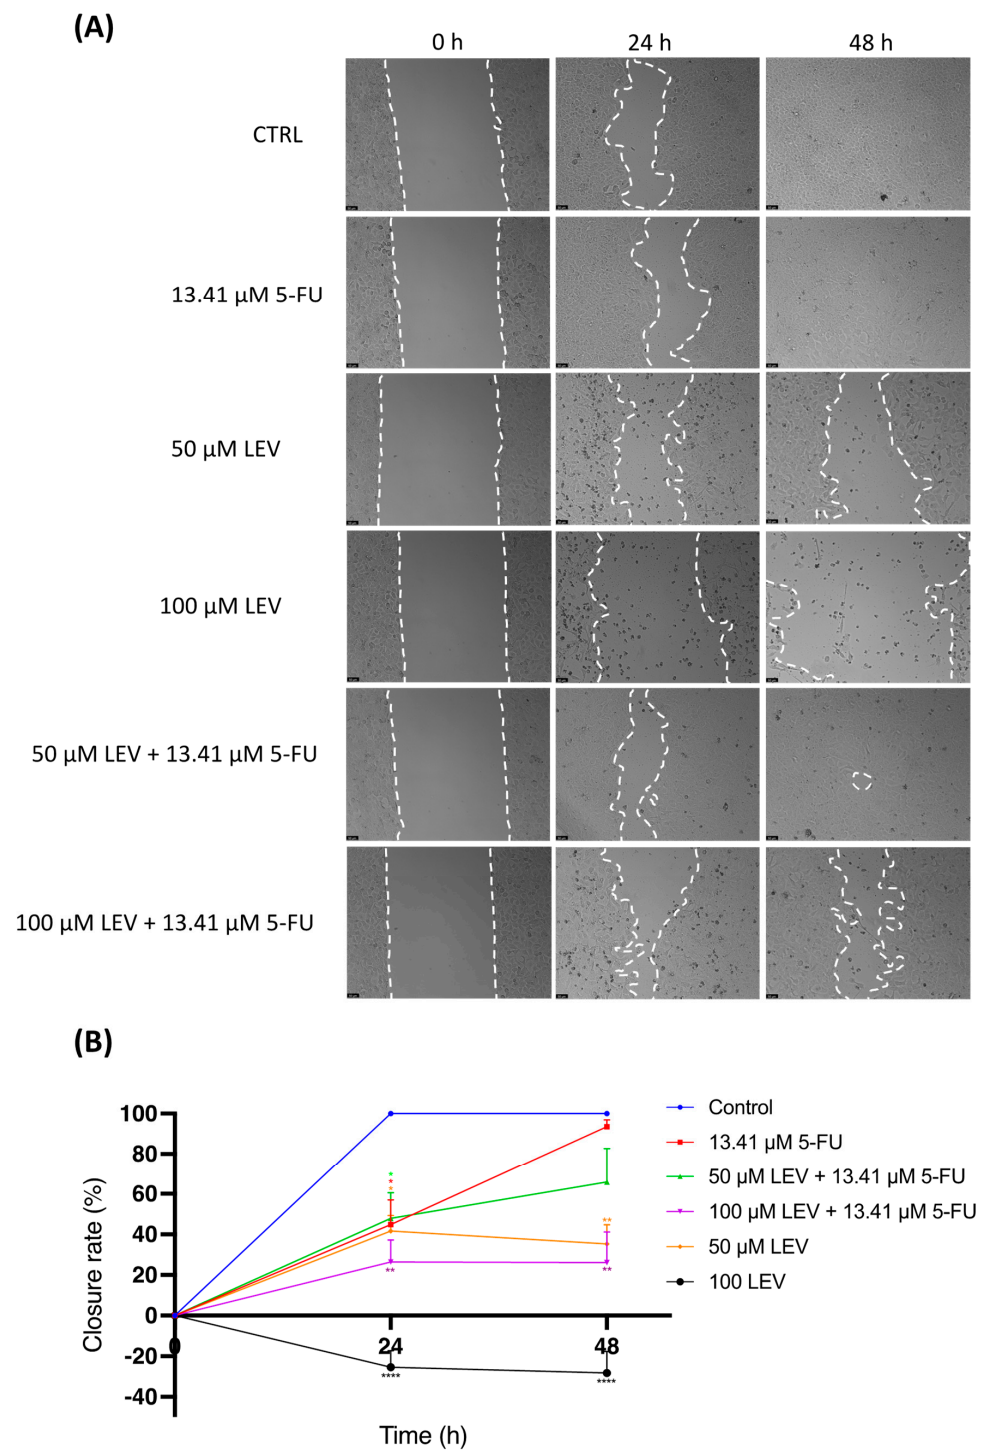 (A)
0 h 24 h 48 h
CTRL
13.41 µM 5-FU
50 µM LEV
100 µM LEV
50 µM LEV + 13.41 µM 5-FU
100 µM LEV + 13.41 µM 5-FU
(B)
100
80
60
40
20
0
-20
-40
Closure rate (%)
0 24 48
Time (h)
*
*
*
**
**
**
****
****
Control
13.41 µM 5-FU
50 µM LEV + 13.41 µM 5-FU
100 µM LEV + 13.41 µM 5-FU
50 µM LEV
100 LEV